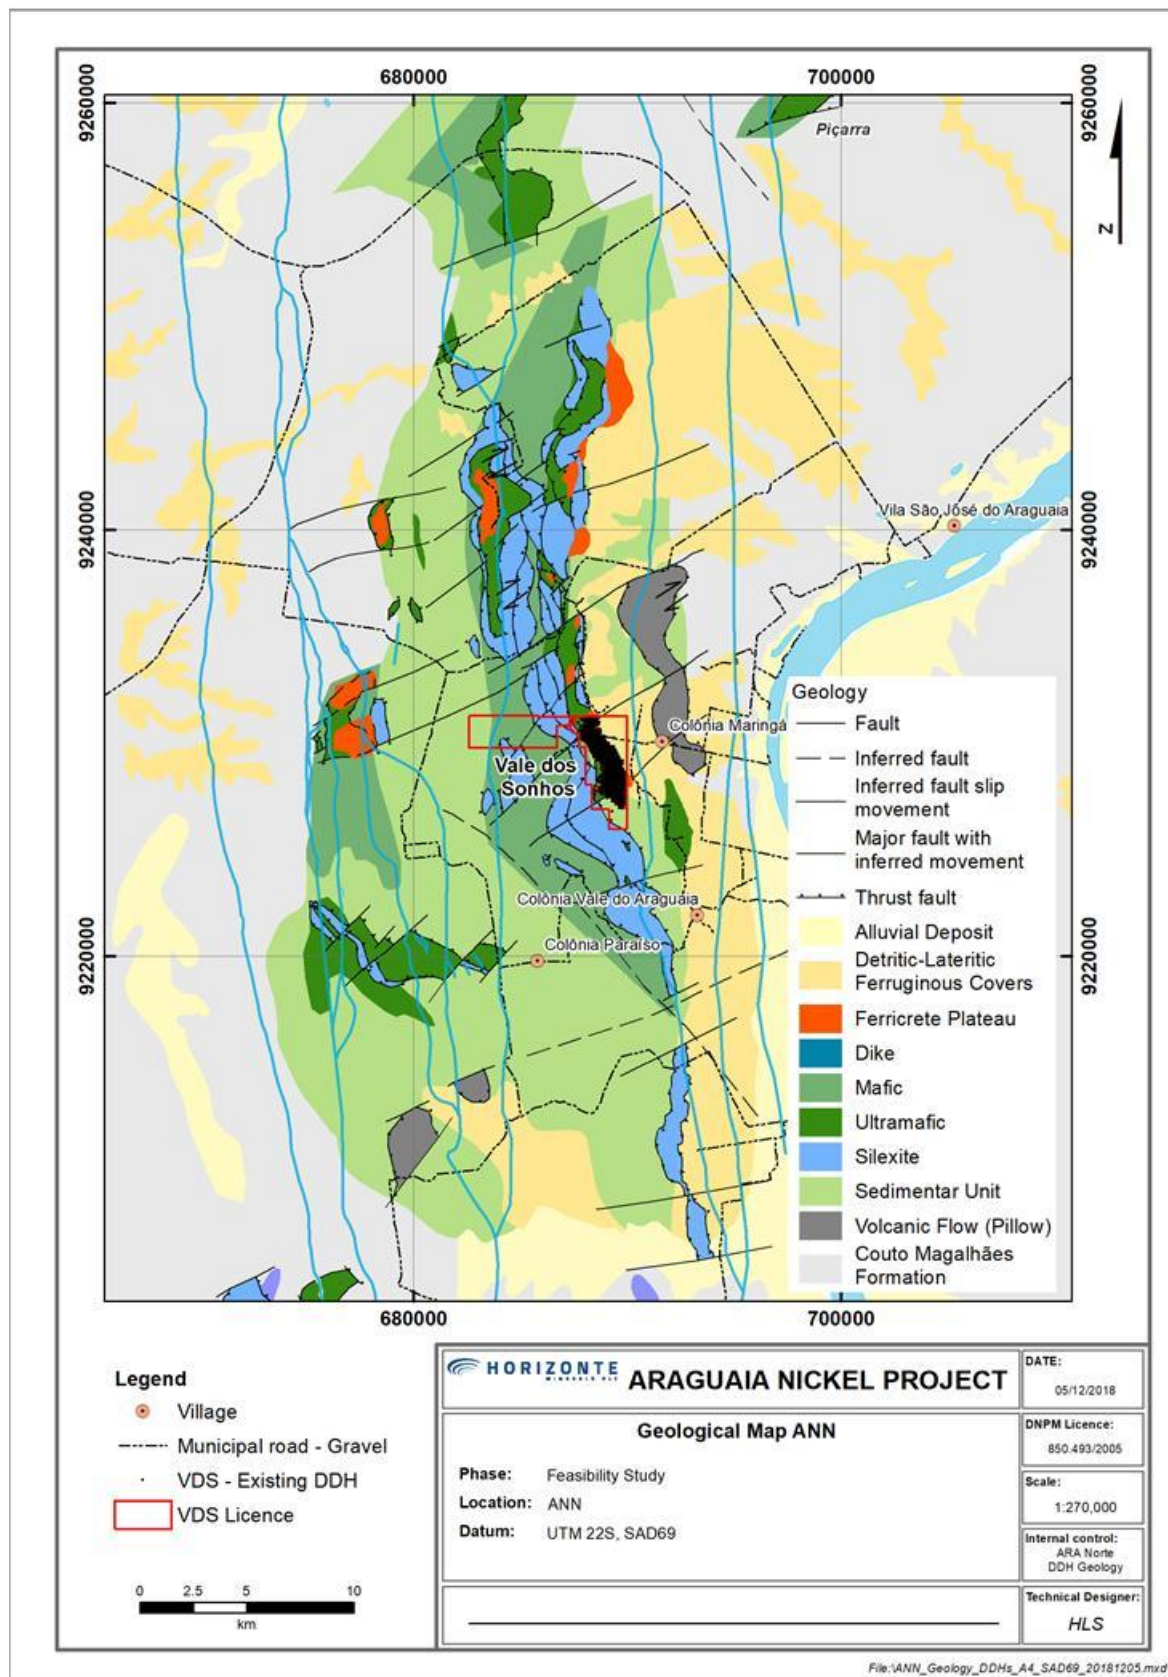 680000
700000
9260000
9260000
Piçarra
N
Vila São José do Araguaia
9240000
9240000
Geology
Fault
Inferred fault
Inferred fault slip
movement
Major fault with
inferred movement
Thrust fault
Alluvial Deposit
Detritic-Lateritic
Ferruginous Covers
Ferricrete Plateau
Dike
Mafic
Ultramafic
Silexite
Sedimentar Unit
Volcanic Flow (Pillow)
Couto Magalhães
Formation
Colônia Maringá
Vale dos
Sonhos
Colônia Vale do Araguaia
Colônia Paraíso
9220000
9220000
680000
700000
Legend
Village
Municipal road - Gravel
VDS - Existing DDH
VDS Licence
0 2.5 5 10
km
HORIZONTE
MINERALS PLC
ARAGUAIA NICKEL PROJECT
Geological Map ANN
Phase: Feasibility Study
Location: ANN
Datum: UTM 22S, SAD69
DATE:
05/12/2018
DNPM Licence:
850.493/2005
Scale:
1:270,000
Internal control:
ARA Norte
DDH Geology
Technical Designer:
HLS
File:\ANN_Geology_DDHs_A4_SAD69_20181205.mxd